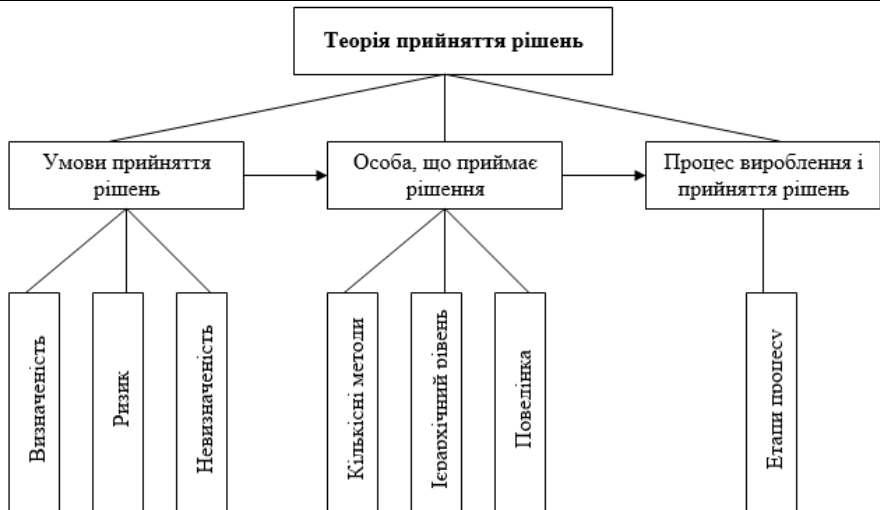 Теорія прийняття рішень
Умови прийняття
рішень
Особа, що приймає
рішення
Процес вироблення і
прийняття рішень
Визначеність
Ризик
Невизначеність
Кількісні методи
Ієрархічний рівень
Поведінка
Етапи процесу